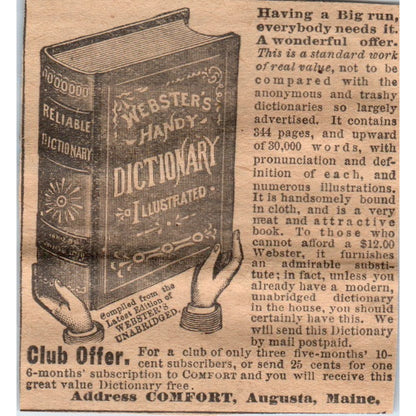 Having a Big run,
everybody needs it.
A wonderful offer.
This is a standard work
of real value, not to be
compared with the
anonymous and trashy
dictionaries so largely
advertised. It contains
344 pages, and upward
of 30,000 words, with
pronunciation and def-
inition of each, and
numerous illustrations.
It is handsomely bound
in cloth, and is a very
neat and attractive
book. To those who
cannot afford a $12.00
Webster, it furnishes
an admirable substi-
tute; in fact, unless you
already have a modern,
unabridged dictionary
in the house, you should
certainly have this. We
will send this Dictionary
by mail postpaid.
RELIABLE
DICTIONARY
WEBSTER'S
HANDY
DICTIONARY
ILLUSTRATED.
Compiled from the
Latest Edition of
WEBSTER'S
UNABRIDGED.
Club Offer. For a club of only three five-months' 10-
cent subscribers, or send 25 cents for one
6-months' subscription to COMFORT and you will receive this
great value Dictionary free.
Address COMFORT, Augusta, Maine,